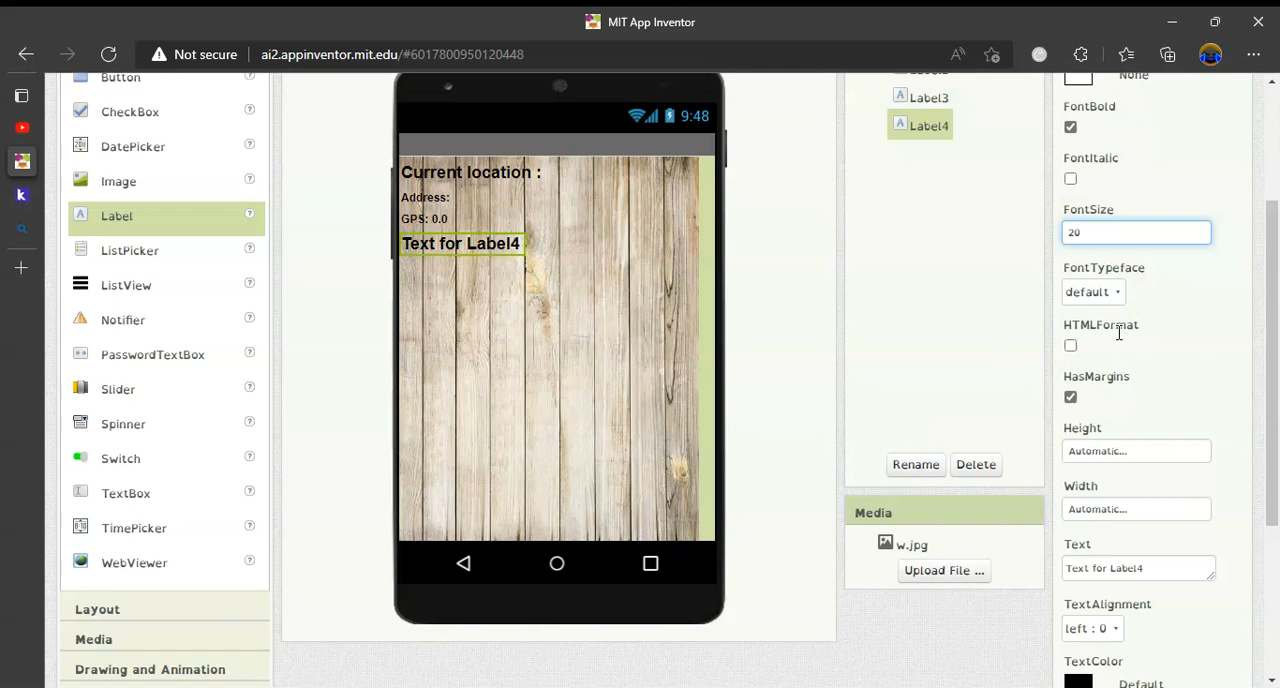 MIT App Inventor
Not secure
ai2.appinventor.mit.edu/#6017800950120448
Button
CheckBox
DatePicker
Image
Label
ListPicker
ListView
Notifier
PasswordTextBox
Slider
Spinner
Switch
TextBox
TimePicker
WebViewer
Layout
Media
Drawing and Animation
9:48
Current location :
Address:
GPS: 0.0
Text for Label4
Label3
Label4
Rename
Delete
Media
w.jpg
Upload File ...
None
FontBold
FontItalic
FontSize
20
FontTypeface
default
HTMLFormat
HasMargins
Height
Automatic...
Width
Automatic...
Text
Text for Label4
TextAlignment
left : 0
TextColor
Default